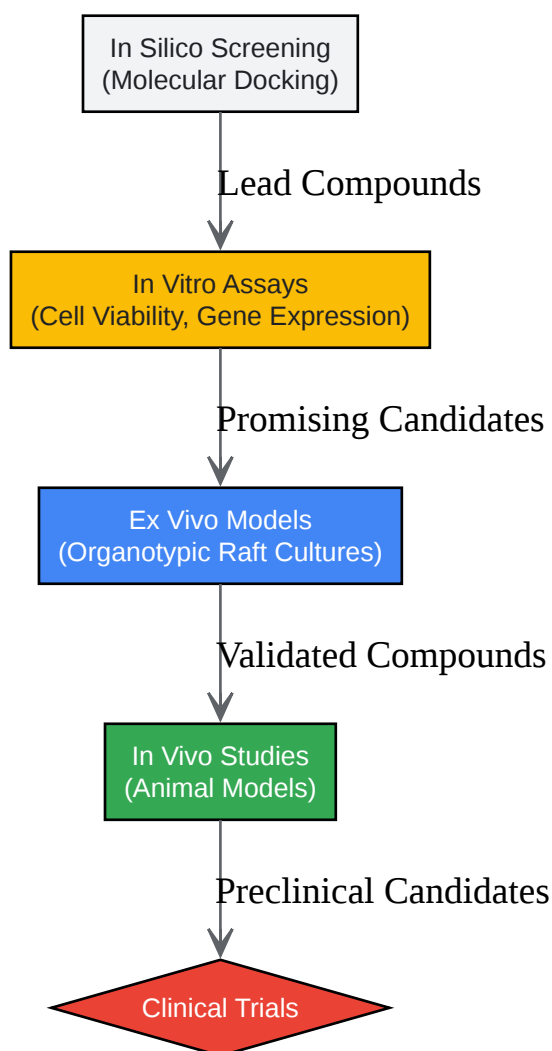 In Silico Screening
(Molecular Docking)
Lead Compounds
In Vitro Assays
(Cell Viability, Gene Expression)
Promising Candidates
Ex Vivo Models
(Organotypic Raft Cultures)
Validated Compounds
In Vivo Studies
(Animal Models)
Preclinical Candidates
Clinical Trials